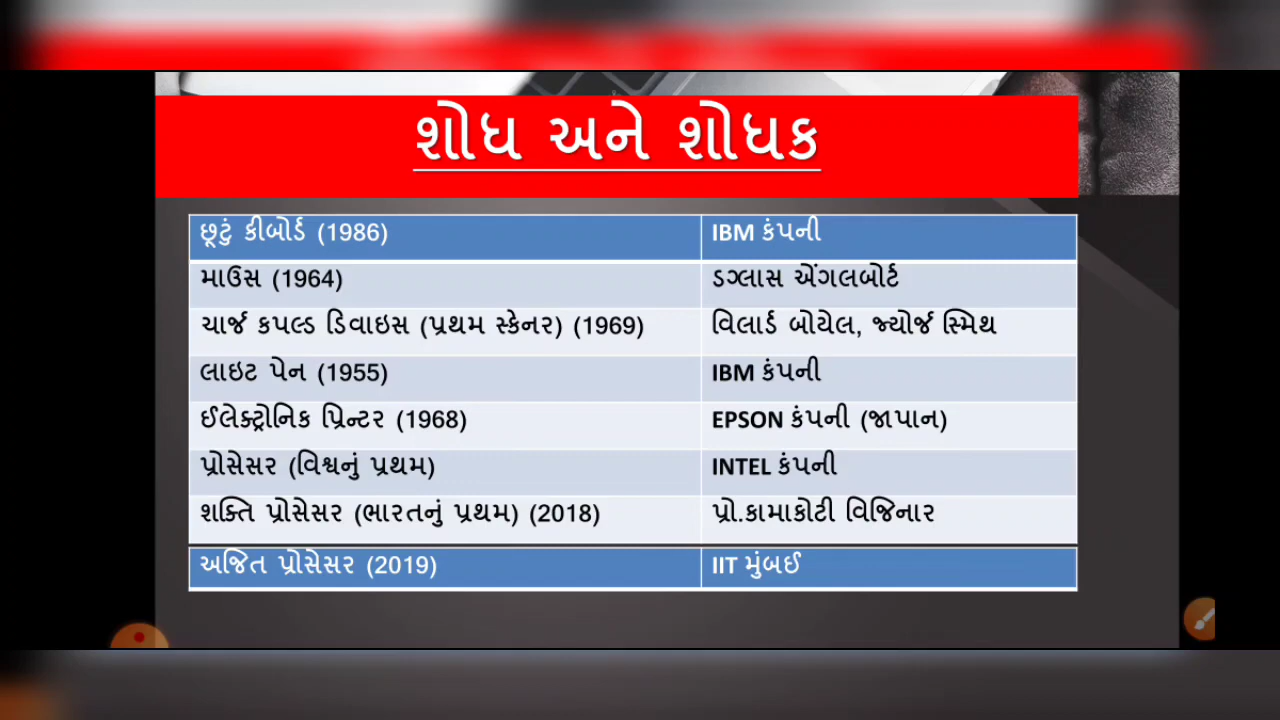 શોધ અને શોધક
છૂટું કીબોર્ડ (1986) IBM કંપની
માઉસ (1964) ડગ્લાસ એંગલબોર્ટ
ચાર્જ કપલ્ડ ડિવાઇસ (પ્રથમ સ્કેનર) (1969) વિલાર્ડ બોયેલ, જ્યોર્જ સ્મિથ
લાઇટ પેન (1955) IBM કંપની
ઈલેક્ટ્રોનિક પ્રિન્ટર (1968) EPSON કંપની (જાપાન)
પ્રોસેસર (વિશ્વનું પ્રથમ) INTEL કંપની
શક્તિ પ્રોસેસર (ભારતનું પ્રથમ) (2018) પ્રો.કામાકોટી વિજિનાર
અજિત પ્રોસેસર (2019) IIT મુંબઈ